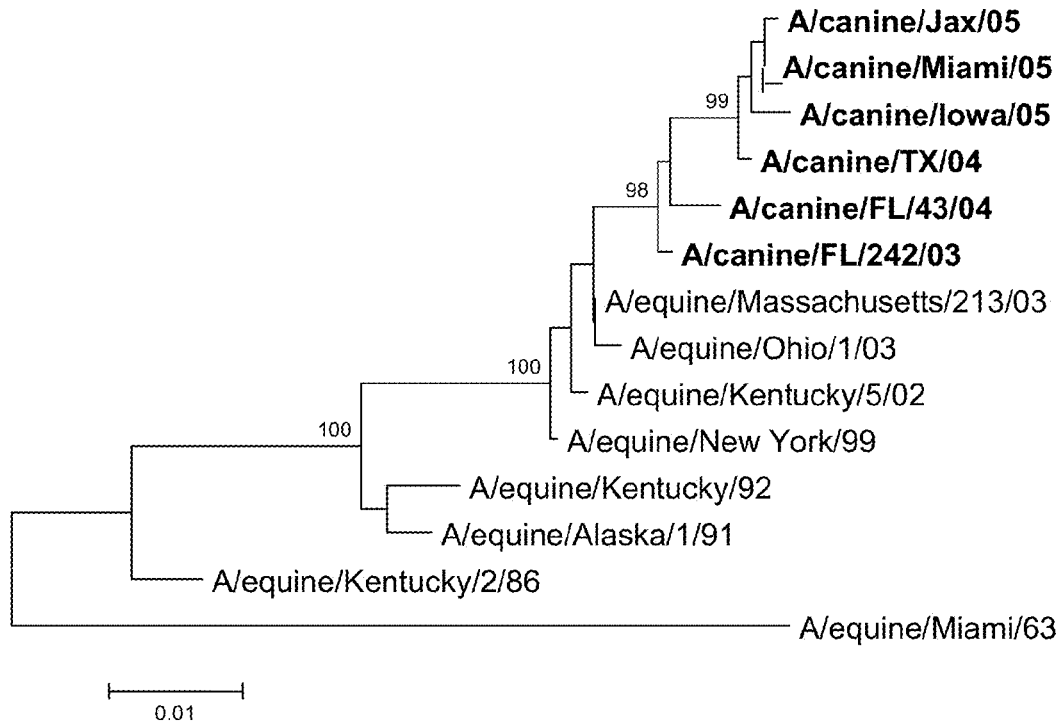 A/canine/Jax/05
A/canine/Miami/05
99
A/canine/Iowa/05
A/canine/TX/04
98
A/canine/FL/43/04
A/canine/FL/242/03
A/equine/Massachusetts/213/03
A/equine/Ohio/1/03
100
A/equine/Kentucky/5/02
A/equine/New York/99
100
A/equine/Kentucky/92
A/equine/Alaska/1/91
A/equine/Kentucky/2/86
A/equine/Miami/63
0.01